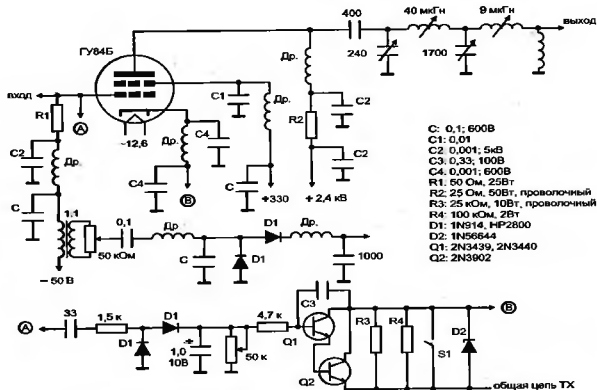 400
40 мкГн
9 мкГн
выход
240
1700
ГУ84Б
Др.
вход
R1
A
~12,6
C1
Др.
C2
R2
C2
C2
Др.
Др.
C4
C4
C
B
+330
+ 2,4 кВ
C
1:1
50 кОм
– 50 В
0,1
Др
C
D1
D1
Др.
1000
C: 0,1; 600В
C1: 0,01
C2: 0,001; 5кВ
C3: 0,33; 100В
C4: 0,001; 600В
R1: 50 Ом, 25Вт
R2: 25 Ом, 50Вт, проволочный
R3: 25 кОм, 10Вт, проволочный
R4: 100 кОм, 2Вт
D1: 1N914, HP2800
D2: 1N56644
Q1: 2N3439, 2N3440
Q2: 2N3902
A
33
1,5 к
D1
D1
1,0
10В
50 к
4,7 к
C3
Q1
Q2
R3
R4
S1
D2
B
общая цепь TX